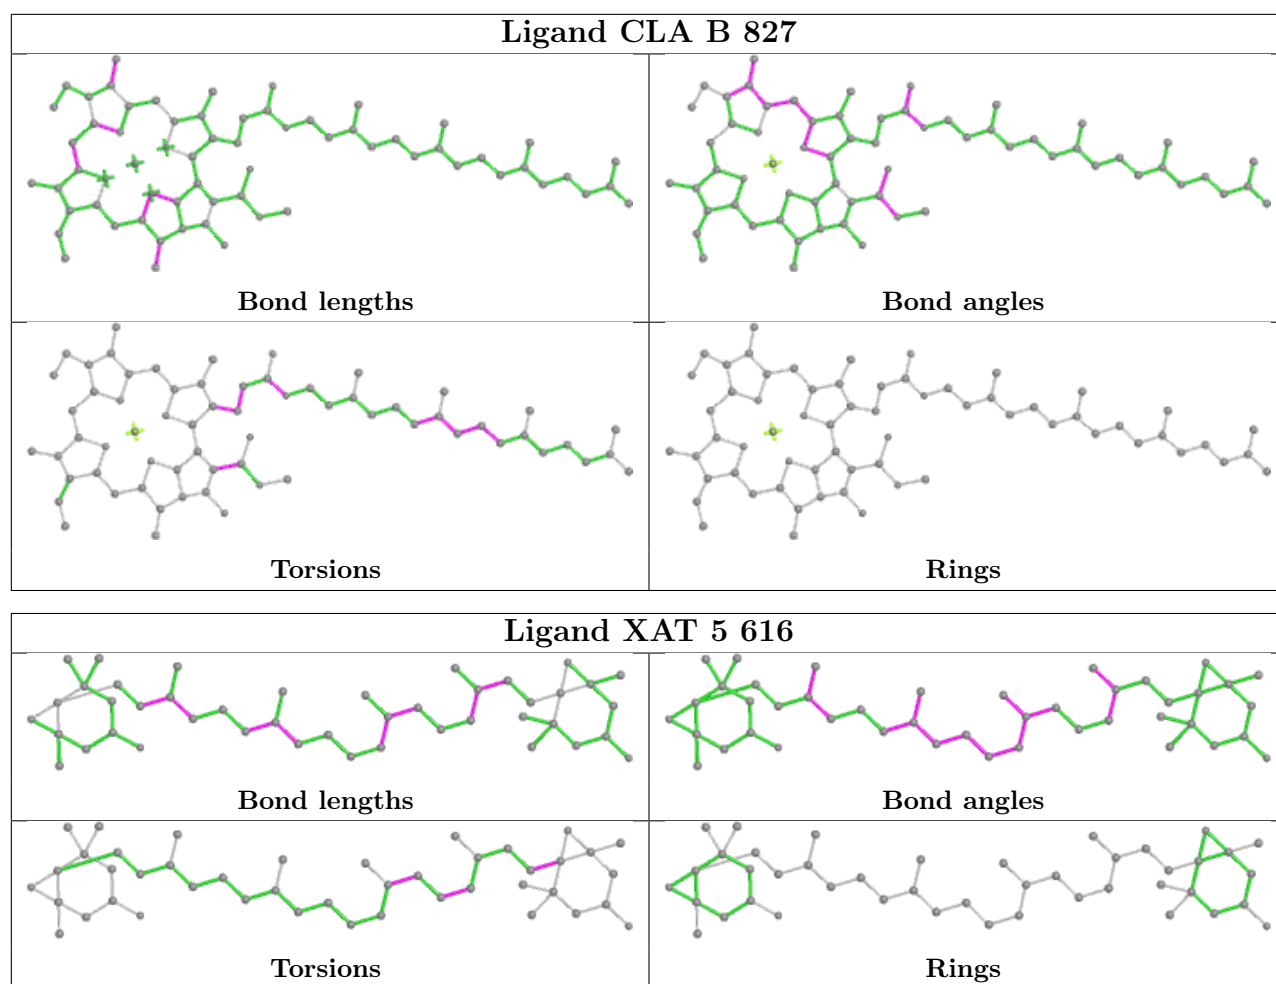 Ligand CLA B 827
Bond lengths
Bond angles
Torsions
Rings
Ligand XAT 5 616
Bond lengths
Bond angles
Torsions
Rings